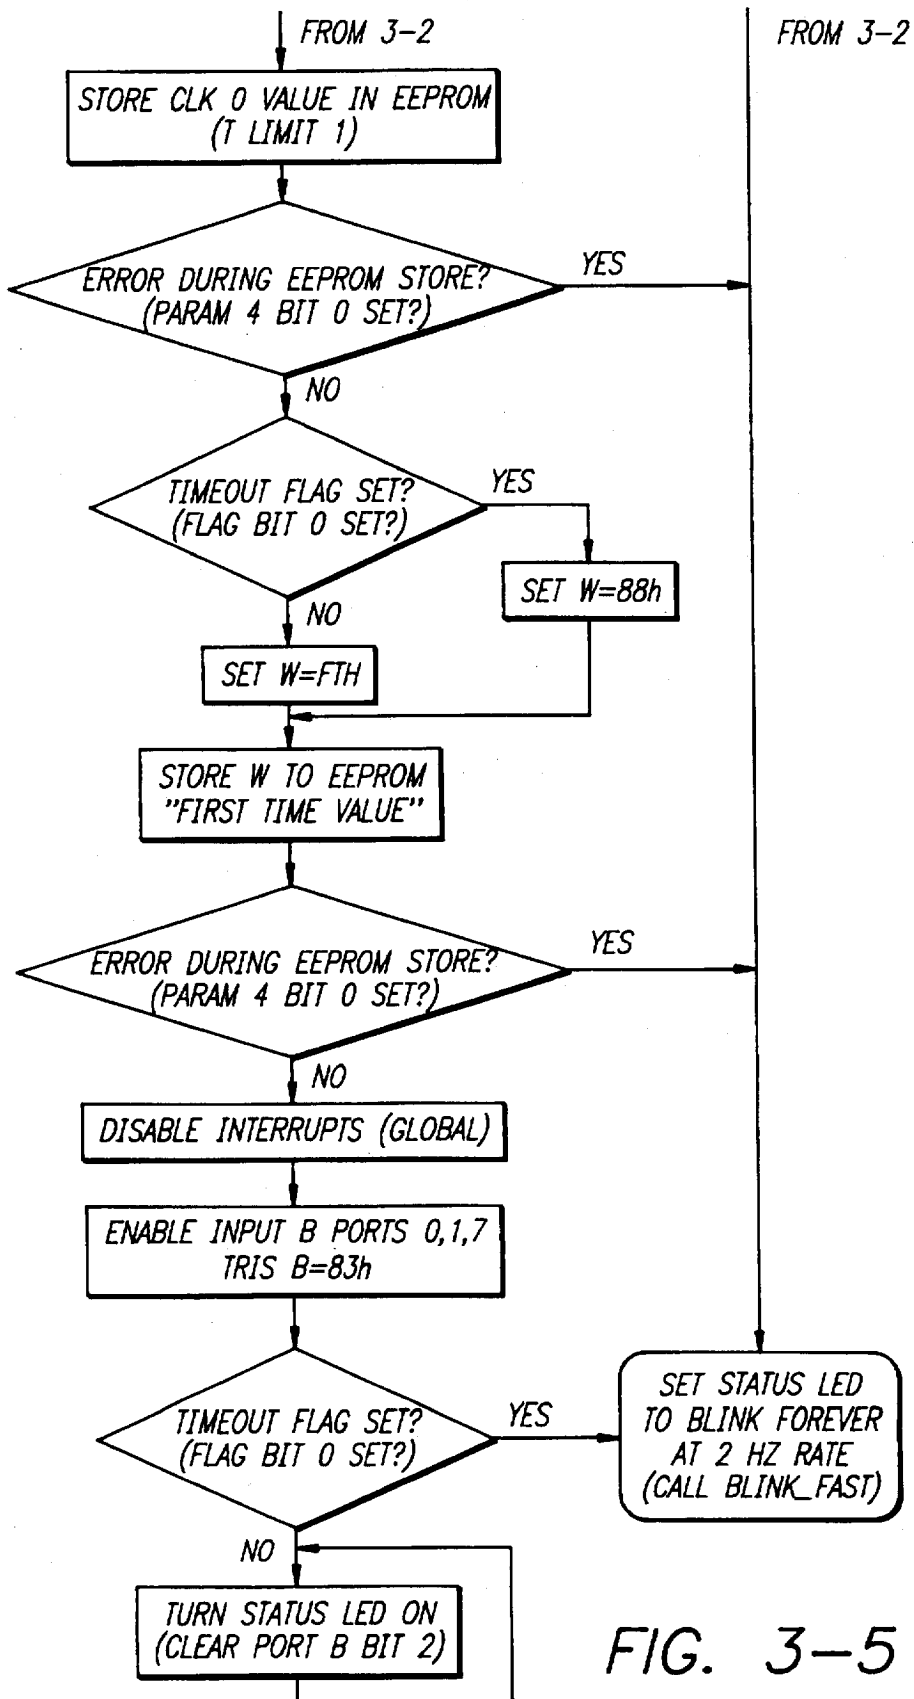 FROM 3-2
FROM 3-2
STORE CLK 0 VALUE IN EEPROM
(T LIMIT 1)
ERROR DURING EEPROM STORE?
(PARAM 4 BIT 0 SET?)
YES
NO
TIMEOUT FLAG SET?
(FLAG BIT 0 SET?)
YES
SET W=88h
NO
SET W=FTH
STORE W TO EEPROM
"FIRST TIME VALUE"
ERROR DURING EEPROM STORE?
(PARAM 4 BIT 0 SET?)
YES
NO
DISABLE INTERRUPTS (GLOBAL)
ENABLE INPUT B PORTS 0,1,7
TRIS B=83h
TIMEOUT FLAG SET?
(FLAG BIT 0 SET?)
YES
SET STATUS LED
TO BLINK FOREVER
AT 2 HZ RATE
(CALL BLINK_FAST)
NO
TURN STATUS LED ON
(CLEAR PORT B BIT 2)
FIG. 3-5